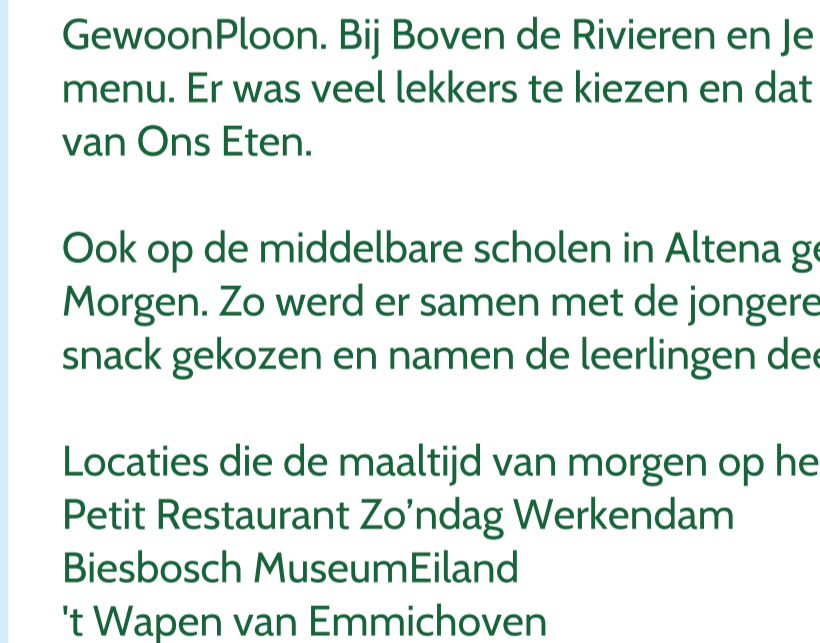 GewoonPloon. Bij Boven de Rivieren en Je
menu. Er was veel lekkers te kiezen en dat
van Ons Eten.
Ook op de middelbare scholen in Altena
Morgen. Zo werd er samen met de
snack gekozen en namen de leerlingen
Locaties die de maaltijd van morgen op
Petit Restaurant Zo’ndag Werkendam
Biesbosch MuseumEiland
't Wapen van Emmichoven